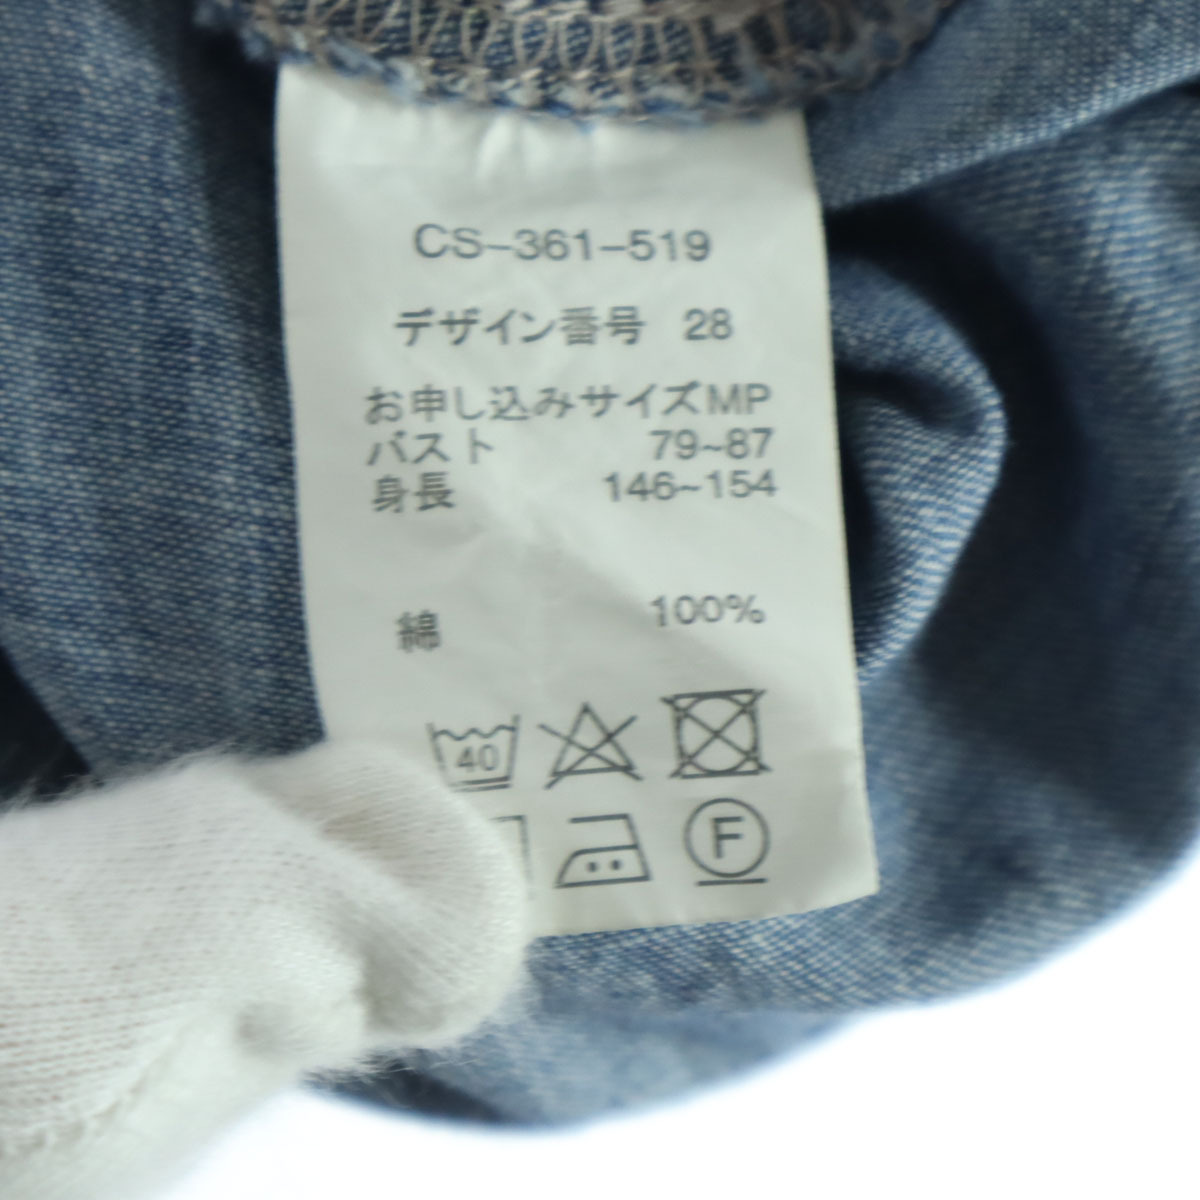 CS-361-519
デザイン番号 28
お申し込みサイズMP
バスト 79~87
身長 146~154
綿 100%
40
F